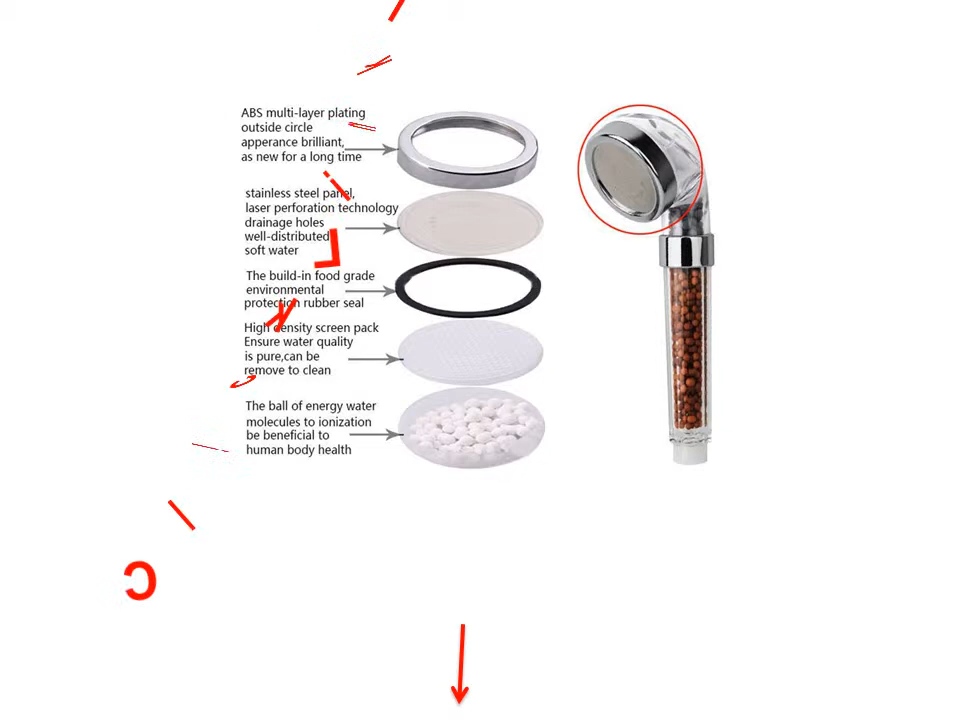 ABS multi-layer plating
outside circle
apperance brilliant,
as new for a long time
stainless steel panel,
laser perforation technology
drainage holes
well-distributed
soft water
The build-in food grade
environmental
protection rubber seal
High density screen pack
Ensure water quality
is pure,can be
remove to clean
The ball of energy water
molecules to ionization
be beneficial to
human body health